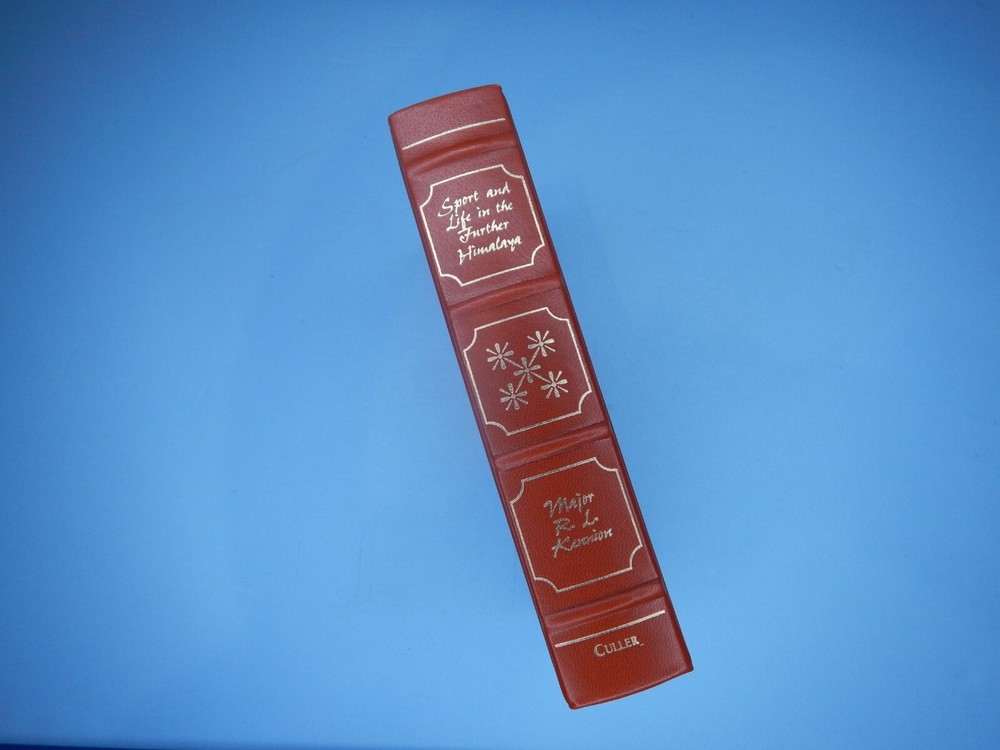 Sport and
Life in the
Further
Himalaya
Major
R. L.
Kennion
CULLER